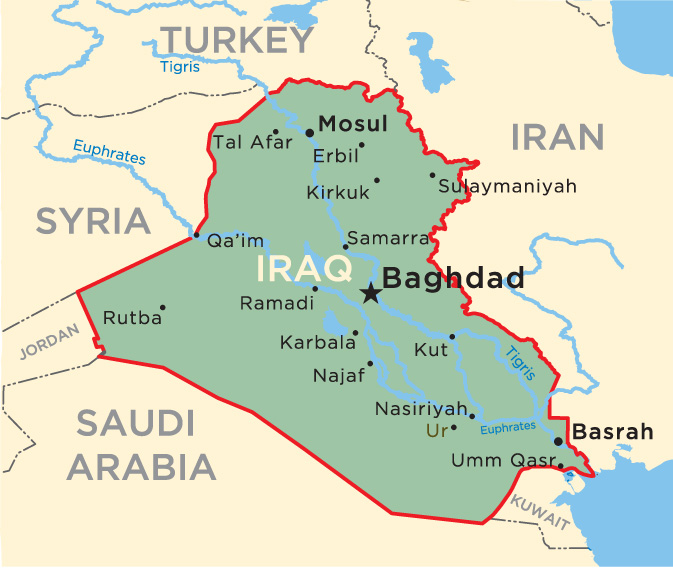 TURKEY
Tigris
Mosul
Tal Afar
Erbil
IRAN
Euphrates
Kirkuk
Sulaymaniyah
SYRIA
Qa'im
Samarra
IRAQ
Baghdad
Ramadi
Rutba
JORDAN
Karbala
Kut
Tigris
Najaf
SAUDI
ARABIA
Nasiriyah
Ur
Euphrates
Basrah
Umm Qasr
KUWAIT